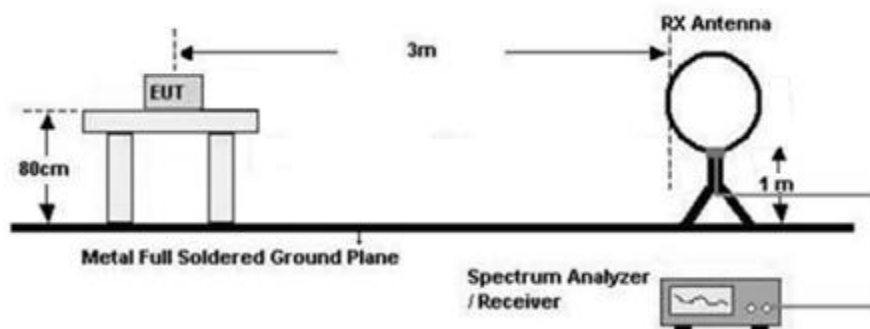 RX Antenna
3m
EUT
80cm
1 m
Metal Full Soldered Ground Plane
Spectrum Analyzer
/ Receiver